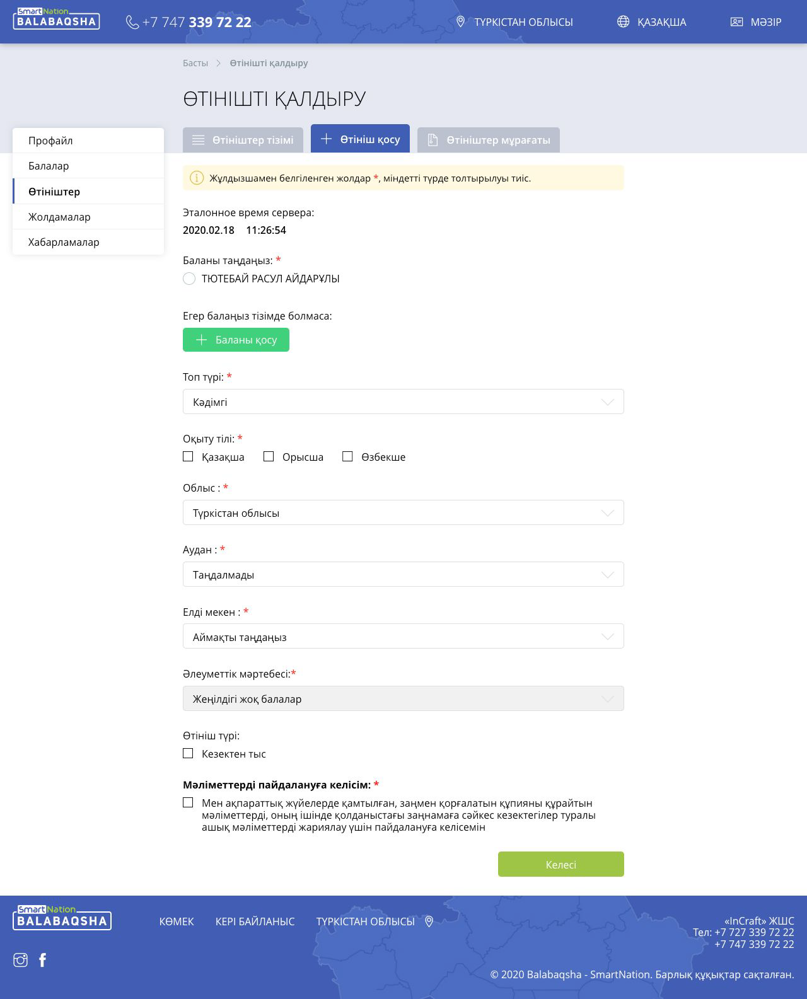 SmartNation
BALABAQSHA
+7 747 339 72 22
ТҮРКІСТАН ОБЛЫСЫ
ҚАЗАҚША
МӘЗІР
Басты > Өтінішті қалдыру
ӨТІНІШТІ ҚАЛДЫРУ
Профайл
Балалар
Өтініштер
Жолдамалар
Хабарламалар
Өтініштер тізімі
Өтініш қосу
Өтініштер мұрағаты
Жұлдызшамен белгіленген жолдар *, міндетті түрде толтырылуы тиіс.
Эталонное время сервера:
2020.02.18 11:26:54
Баланы таңдаңыз: *
ТЮТЕБАЙ РАСУЛ АЙДАРҰЛЫ
Егер балаңыз тізімде болмаса:
Баланы қосу
Топ түрі: *
Кәдімгі
Оқыту тілі: *
Қазақша Орысша Өзбекше
Облыс : *
Түркістан облысы
Аудан : *
Таңдалмады
Елді мекен : *
Аймақты таңдаңыз
Әлеуметтік мәртебесі:*
Жеңілдігі жоқ балалар
Өтініш түрі:
Кезектен тыс
Мәліметтерді пайдалануға келісім: *
Мен ақпараттық жүйелерде қамтылған, заңмен қорғалатын құпияны құрайтын
мәліметтерді, оның ішінде қолданыстағы заңнамаға сәйкес кезектегілер туралы
ашық мәліметтерді жариялау үшін пайдалануға келісемін
Келесі
SmartNation
BALABAQSHA
КӨМЕК
КЕРІ БАЙЛАНЫС
ТҮРКІСТАН ОБЛЫСЫ
«InCraft» ЖШС
Тел: +7 727 339 72 22
+7 747 339 72 22
© 2020 Balabaqsha - SmartNation. Барлық құқықтар сақталған.